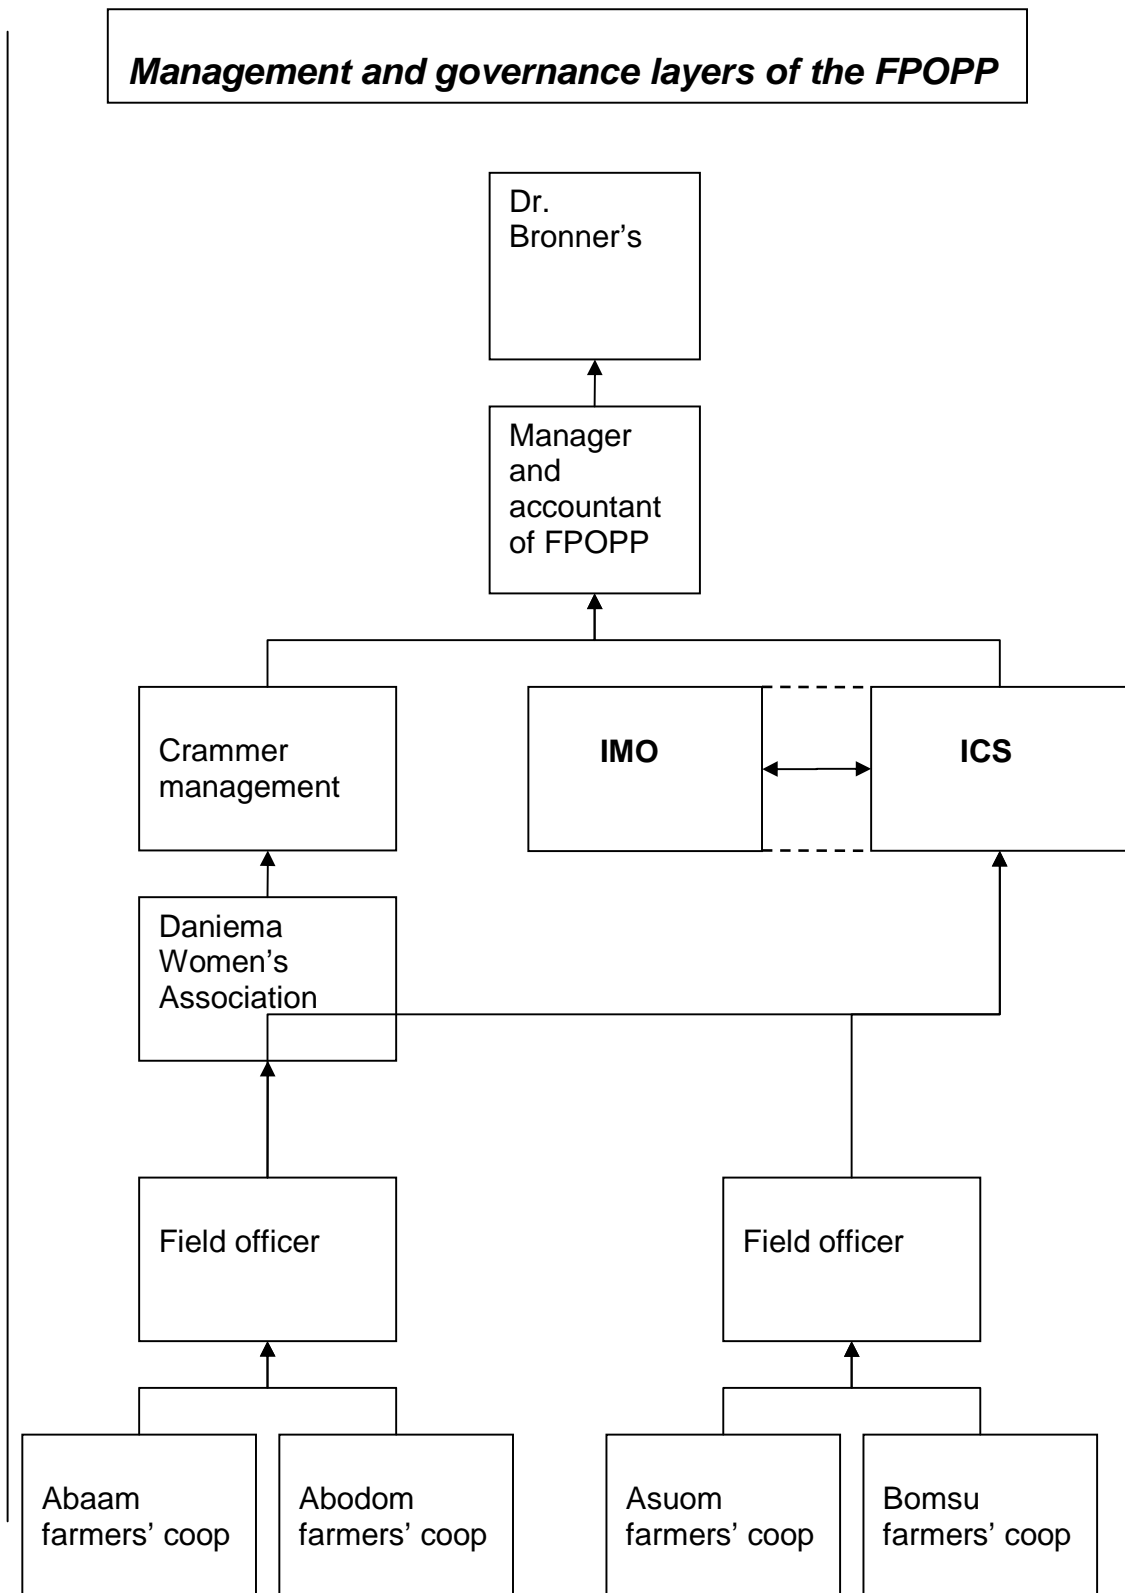 Management and governance layers of the FPOPP
Dr.
Bronner’s
Manager
and
accountant
of FPOPP
Crammer
management
IMO
ICS
Daniema
Women’s
Association
Field officer
Field officer
Abaam
farmers’ coop
Abodom
farmers’ coop
Asuom
farmers’ coop
Bomsu
farmers’ coop